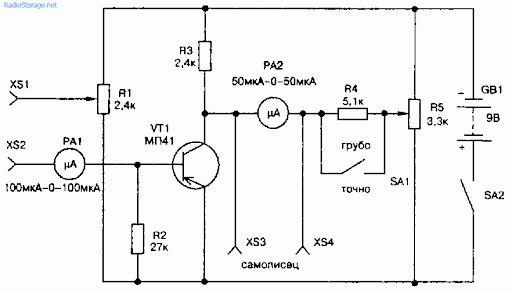 RadioStorage.net
XS1
R1
2,4к
R3
2,4к
PA2
50мкА-0-50мкА
μA
R4
5,1к
R5
3,3к
GB1
9В
XS2
PA1
μA
100мкА-0-100мкА
VT1
МП41
грубо
точно
SA1
SA2
R2
27к
XS3
XS4
самописец